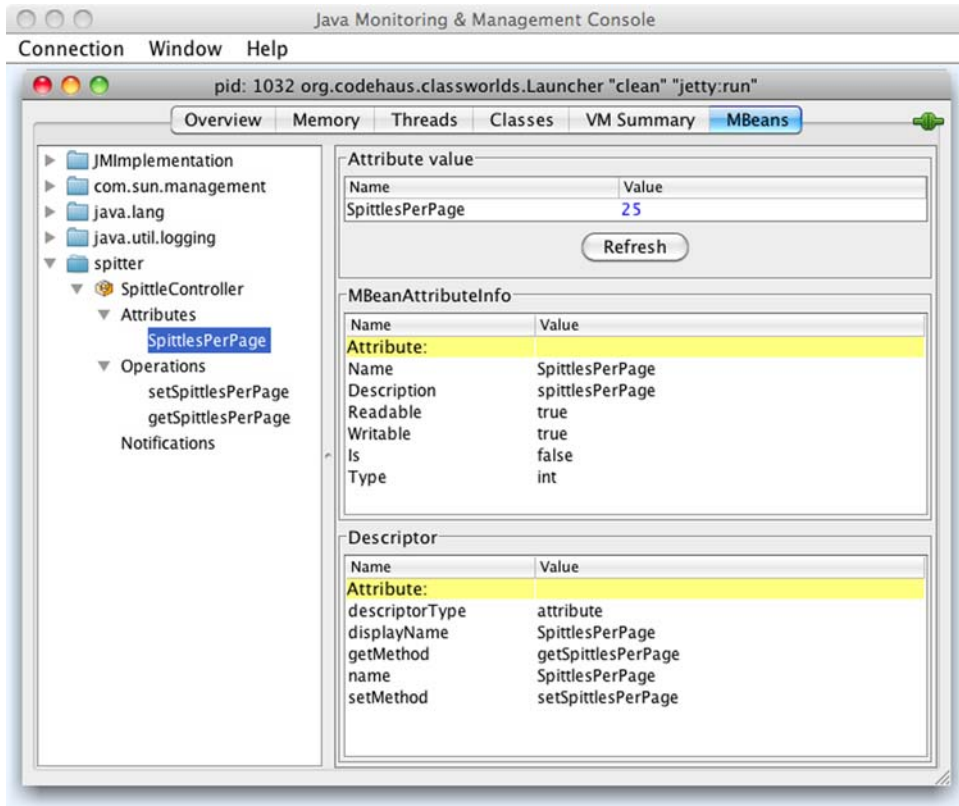 Java Monitoring & Management Console
Connection Window Help
pid: 1032 org.codehaus.classworlds.Launcher "clean" "jetty:run"
Overview Memory Threads Classes VM Summary MBeans
JMImplementation
com.sun.management
java.lang
java.util.logging
spitter
SpittleController
Attributes
SpittlesPerPage
Operations
setSpittlesPerPage
getSpittlesPerPage
Notifications
Attribute value
Name Value
SpittlesPerPage 25
Refresh
MBeanAttributeInfo
Name Value
Attribute:
Name SpittlesPerPage
Description spittlesPerPage
Readable true
Writable true
Is false
Type int
Descriptor
Name Value
Attribute:
descriptorType attribute
displayName SpittlesPerPage
getMethod getSpittlesPerPage
name SpittlesPerPage
setMethod setSpittlesPerPage